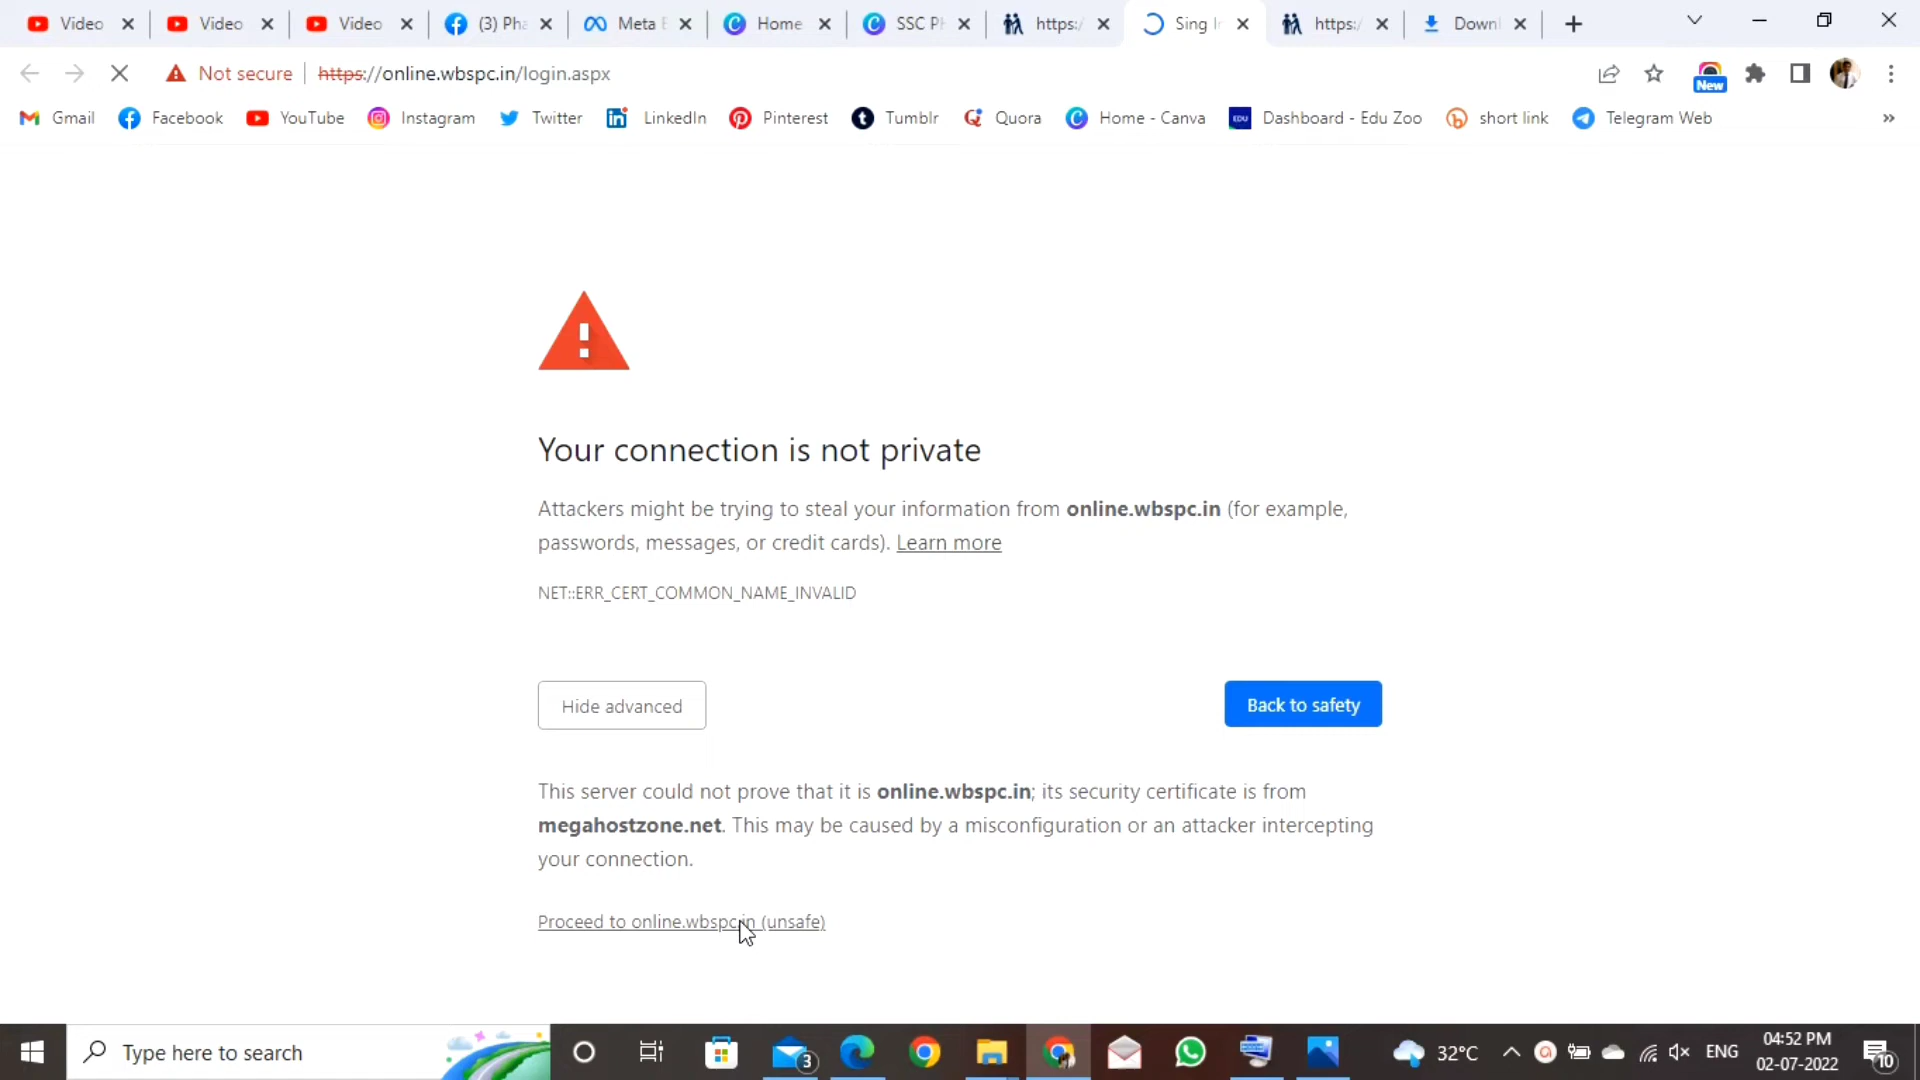 Video
Video
Video
(3) Pha
Meta B
Home
SSC PH
https:/
Sing In
https:/
Downl
Not secure
https://online.wbspc.in/login.aspx
New
Gmail
Facebook
YouTube
Instagram
Twitter
LinkedIn
Pinterest
Tumblr
Quora
Home - Canva
EDU
Dashboard - Edu Zoo
short link
Telegram Web
»
Your connection is not private
Attackers might be trying to steal your information from online.wbspc.in (for example,
passwords, messages, or credit cards). Learn more
NET::ERR_CERT_COMMON_NAME_INVALID
Hide advanced
Back to safety
This server could not prove that it is online.wbspc.in; its security certificate is from
megahostzone.net. This may be caused by a misconfiguration or an attacker intercepting
your connection.
Proceed to online.wbspc.in (unsafe)
Type here to search
3
32°C
ENG
04:52 PM
02-07-2022
10